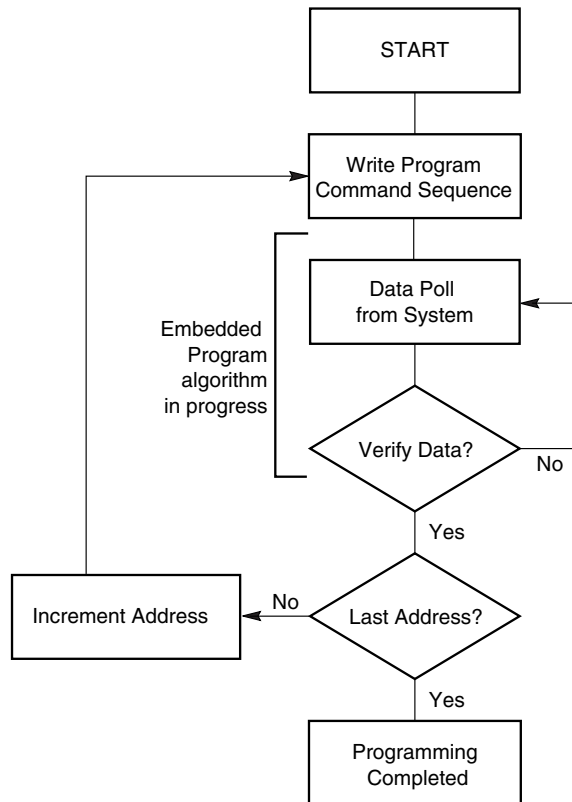 START
Write Program
Command Sequence
Data Poll
from System
Embedded
Program
algorithm
in progress
Verify Data?
No
Yes
Increment Address
No
Last Address?
Yes
Programming
Completed